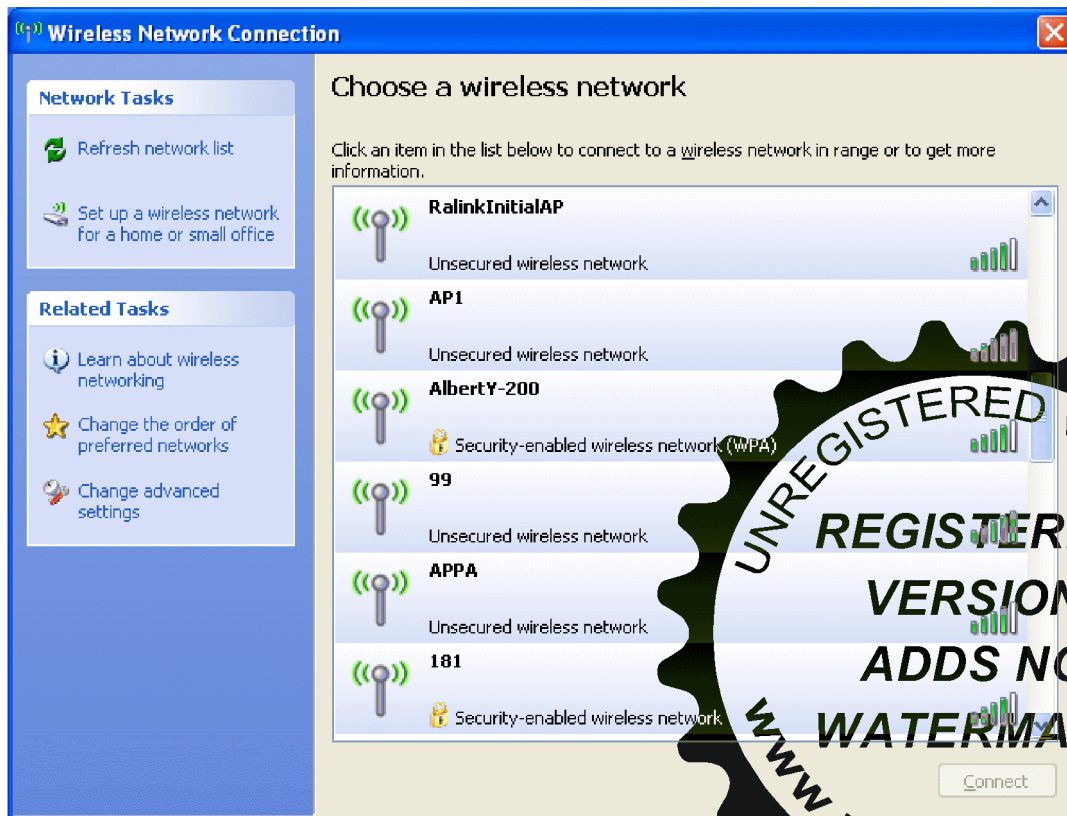 Wireless Network Connection
Network Tasks
Refresh network list
Set up a wireless network
for a home or small office
Related Tasks
Learn about wireless
networking
Change the order of
preferred networks
Change advanced
settings
Choose a wireless network
Click an item in the list below to connect to a wireless network in range or to get more
information.
RalinkInitialAP
Unsecured wireless network
AP1
Unsecured wireless network
AlbertY-200
Security-enabled wireless network (WPA)
99
Unsecured wireless network
APPA
Unsecured wireless network
181
Security-enabled wireless network
Connect
UNREGISTERED
REGISTER
VERSION
ADDS NO
WATERMA
www.